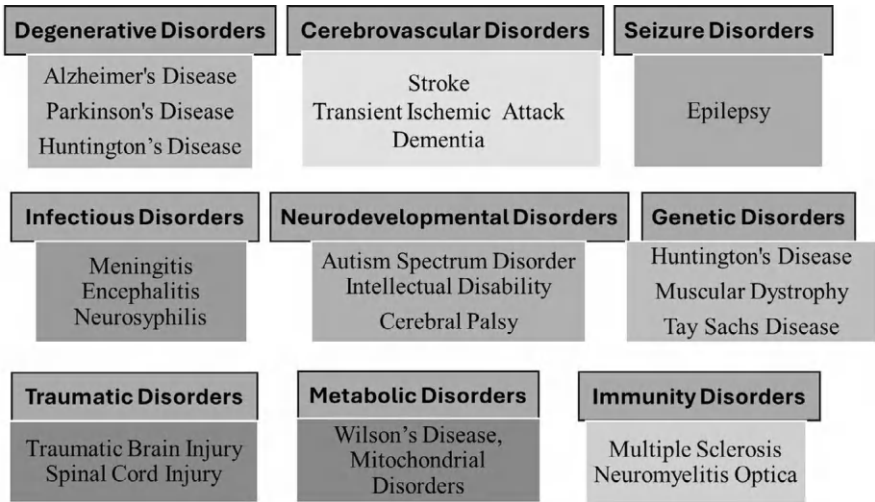 Degenerative Disorders
Alzheimer's Disease
Parkinson's Disease
Huntington’s Disease
Cerebrovascular Disorders
Stroke
Transient Ischemic Attack
Dementia
Seizure Disorders
Epilepsy
Infectious Disorders
Meningitis
Encephalitis
Neurosyphilis
Neurodevelopmental Disorders
Autism Spectrum Disorder
Intellectual Disability
Cerebral Palsy
Genetic Disorders
Huntington's Disease
Muscular Dystrophy
Tay Sachs Disease
Traumatic Disorders
Traumatic Brain Injury
Spinal Cord Injury
Metabolic Disorders
Wilson’s Disease,
Mitochondrial
Disorders
Immunity Disorders
Multiple Sclerosis
Neuromyelitis Optica